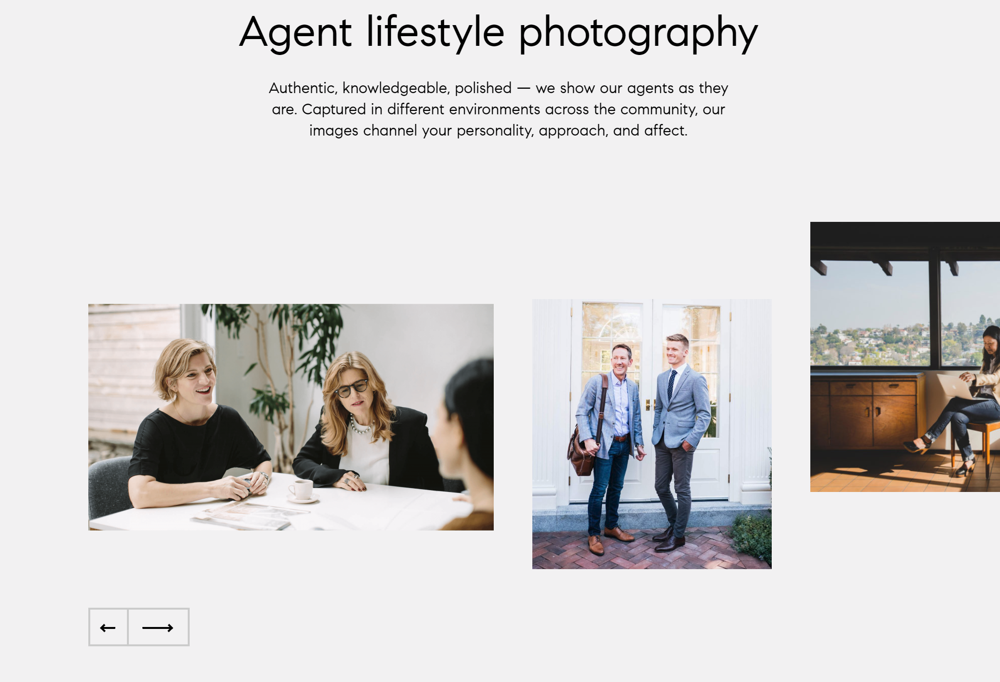 Agent lifestyle photography
Authentic, knowledgeable, polished — we show our agents as they
are. Captured in different environments across the community, our
images channel your personality, approach, and affect.